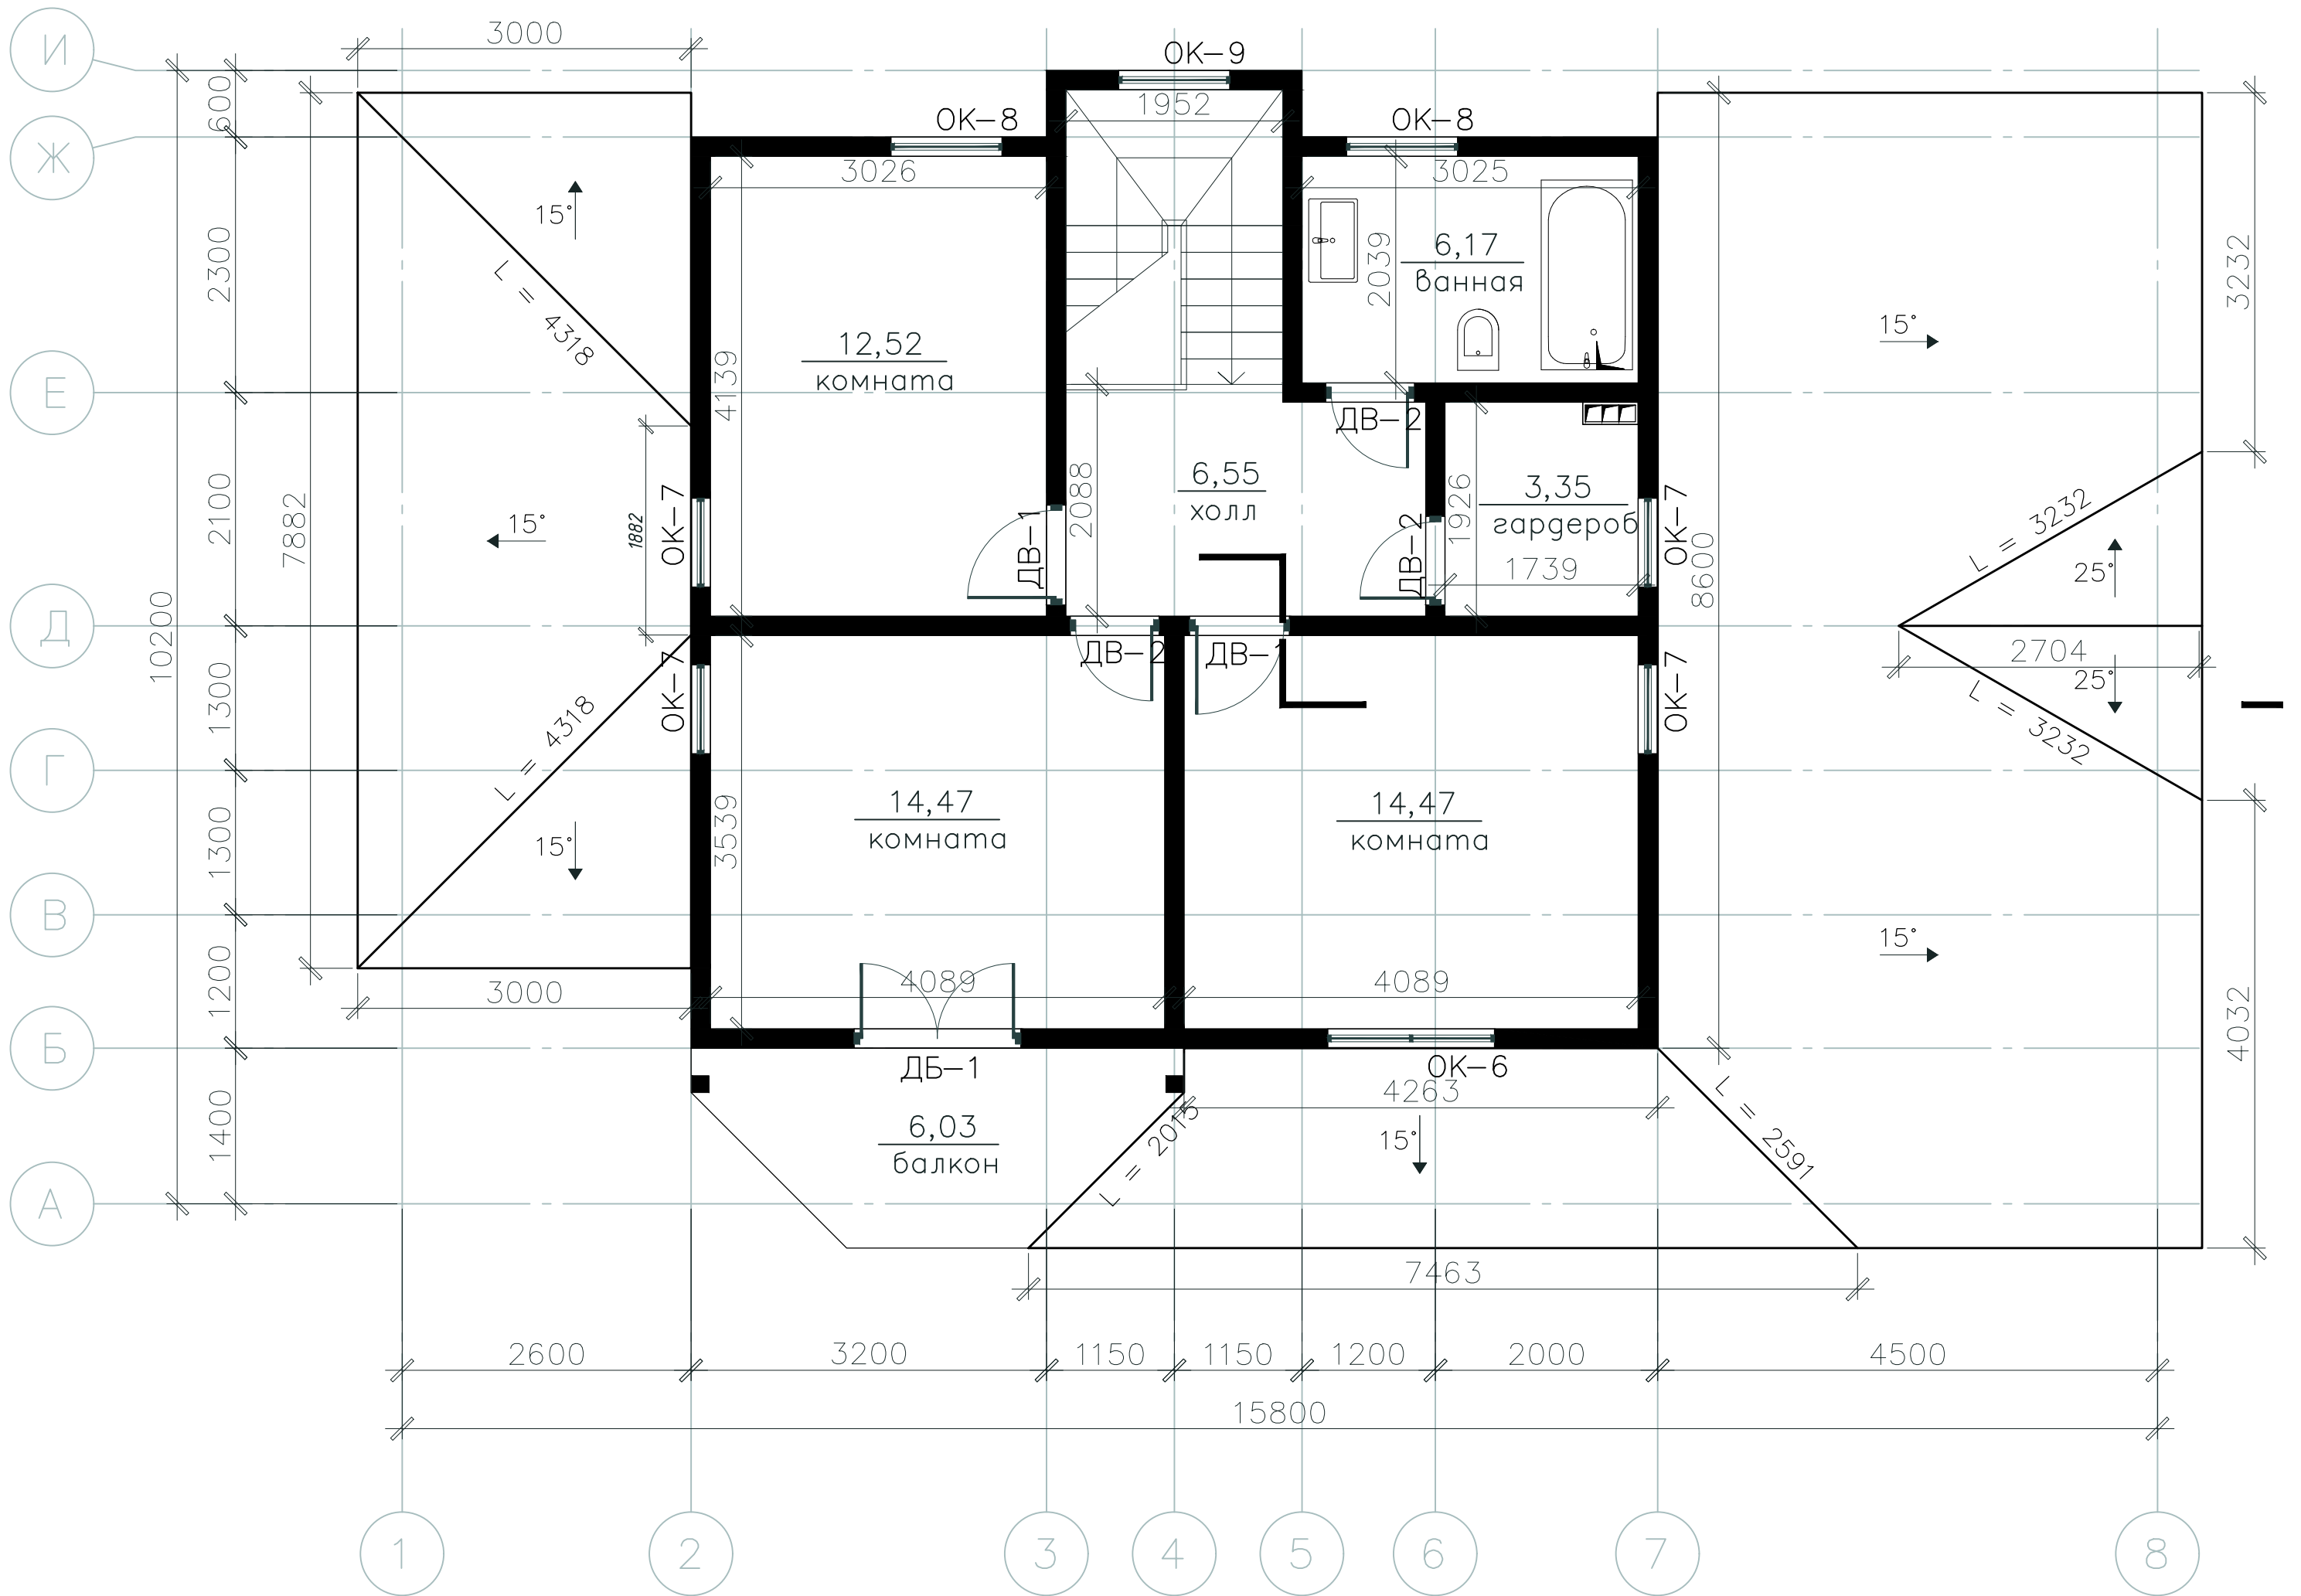 И
3000
ОК-9
600
1952
ОК-8
ОК-8
Ж
3026
3025
15°
2300
2039
6,17
ванная
3232
L = 4318
12,52
комната
15°
4139
Е
ДВ-2
2100
7882
15°
1882
ОК-7
2088
6,55
холл
1926
3,35
гардероб
ОК-7
L = 3232
ДВ-1
ДВ-2
1739
8600
25°
Д
10200
ДВ-2
ДВ-1
2704
1300
ОК-7
ОК-7
25°
L = 4318
L = 3232
Г
14,47
комната
14,47
комната
1300
15°
3539
В
15°
1200
3000
4089
4089
4032
Б
ДБ-1
ОК-6
4263
1400
6,03
балкон
L = 2015
15°
L = 2591
А
7463
2600
3200
1150
1150
1200
2000
4500
15800
1
2
3
4
5
6
7
8